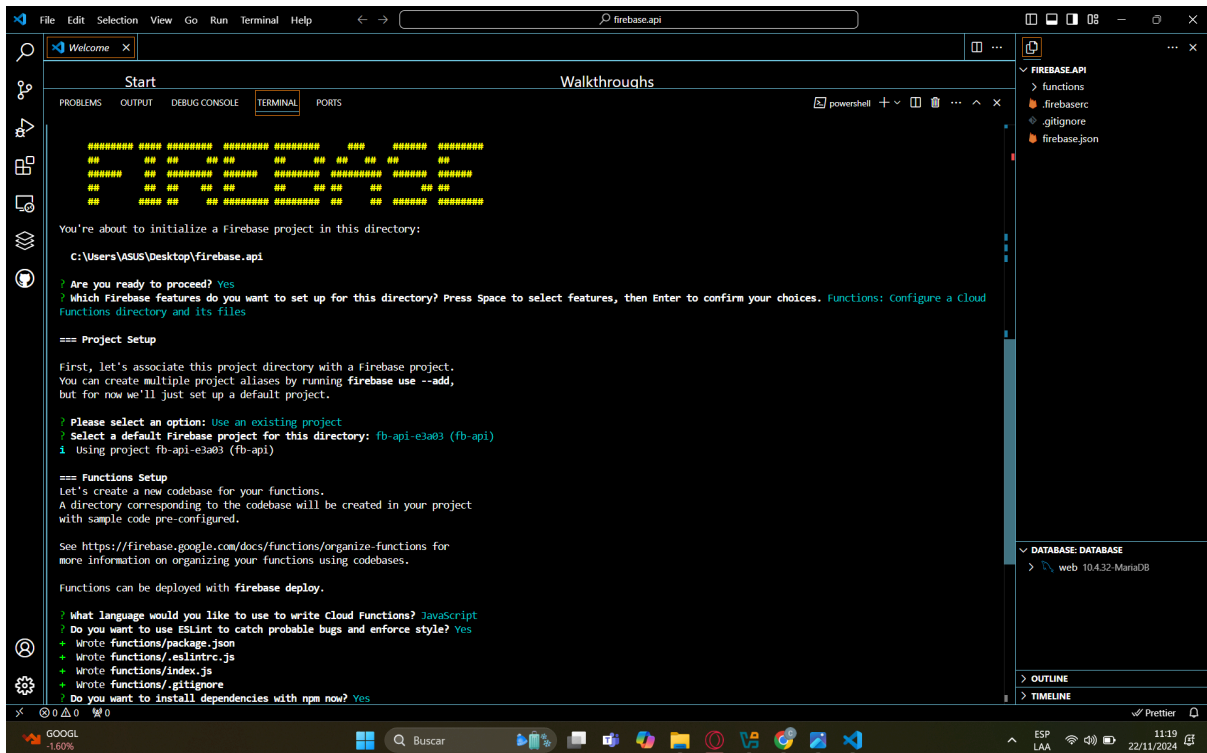 File Edit Selection View Go Run Terminal Help
firebase.api
Welcome
Start
Walkthroughs
PROBLEMS OUTPUT DEBUG CONSOLE TERMINAL PORTS
powershell
FIREBASE
You're about to initialize a Firebase project in this directory:
C:\Users\ASUS\Desktop\firebase.api
? Are you ready to proceed? Yes
? Which Firebase features do you want to set up for this directory? Press Space to select features, then Enter to confirm your choices. Functions: Configure a Cloud
Functions directory and its files
=== Project Setup
First, let's associate this project directory with a Firebase project.
You can create multiple project aliases by running firebase use --add,
but for now we'll just set up a default project.
? Please select an option: Use an existing project
? Select a default Firebase project for this directory: fb-api-e3a03 (fb-api)
i Using project fb-api-e3a03 (fb-api)
=== Functions Setup
Let's create a new codebase for your functions.
A directory corresponding to the codebase will be created in your project
with sample code pre-configured.
See https://firebase.google.com/docs/functions/organize-functions for
more information on organizing your functions using codebases.
Functions can be deployed with firebase deploy.
? What language would you like to use to write Cloud Functions? JavaScript
? Do you want to use ESLint to catch probable bugs and enforce style? Yes
+ Wrote functions/package.json
+ Wrote functions/.eslintrc.js
+ Wrote functions/index.js
+ Wrote functions/.gitignore
? Do you want to install dependencies with npm now? Yes
FIREBASE.API
functions
.firebaserc
.gitignore
firebase.json
DATABASE: DATABASE
web 10.4.32-MariaDB
OUTLINE
TIMELINE
0 0 0
Prettier
GOOGL
-1.60%
Buscar
ESP
LAA
11:19
22/11/2024